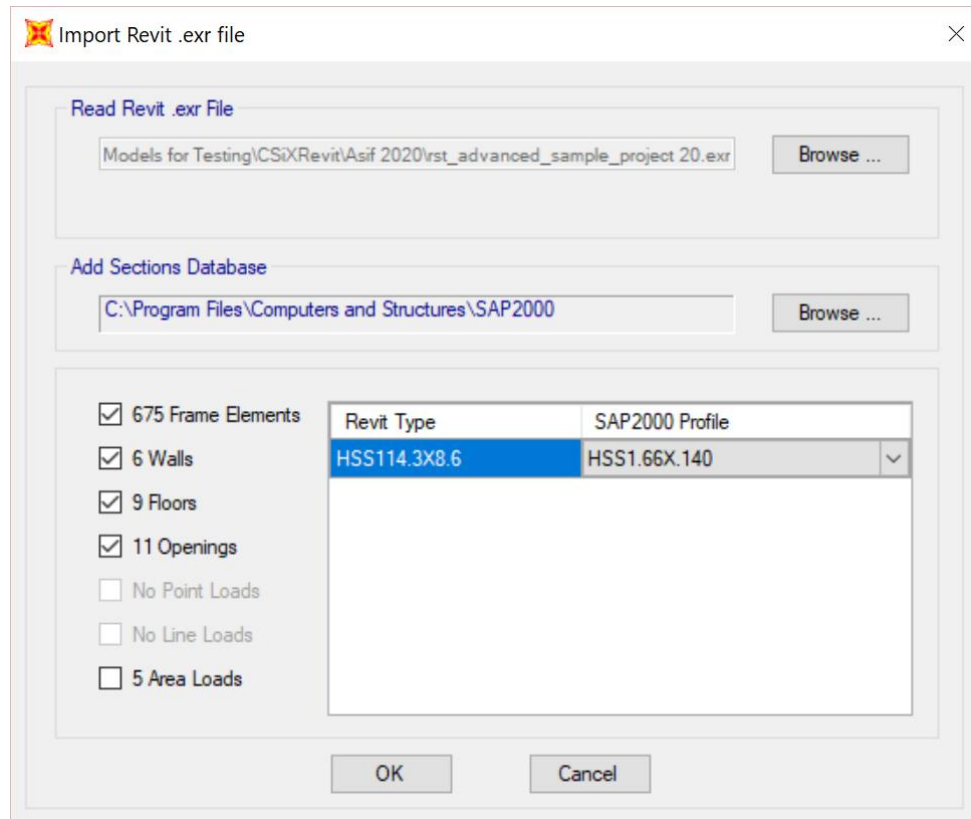 Import Revit .exr file
Read Revit .exr File
Models for Testing\CSiXRevit\Asif 2020\rst_advanced_sample_project 20.exr
Browse ...
Add Sections Database
C:\Program Files\Computers and Structures\SAP2000
Browse ...
675 Frame Elements
6 Walls
9 Floors
11 Openings
No Point Loads
No Line Loads
5 Area Loads
Revit Type SAP2000 Profile
HSS114.3X8.6 HSS1.66X.140
OK Cancel